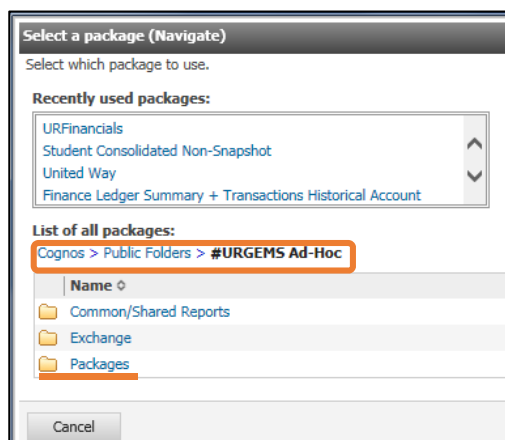 Select a package (Navigate)
Select which package to use.
Recently used packages:
URFinancials
Student Consolidated Non-Snapshot
United Way
Finance Ledger Summary + Transactions Historical Account
List of all packages:
Cognos > Public Folders > #URGEMS Ad-Hoc
Name
Common/Shared Reports
Exchange
Packages
Cancel